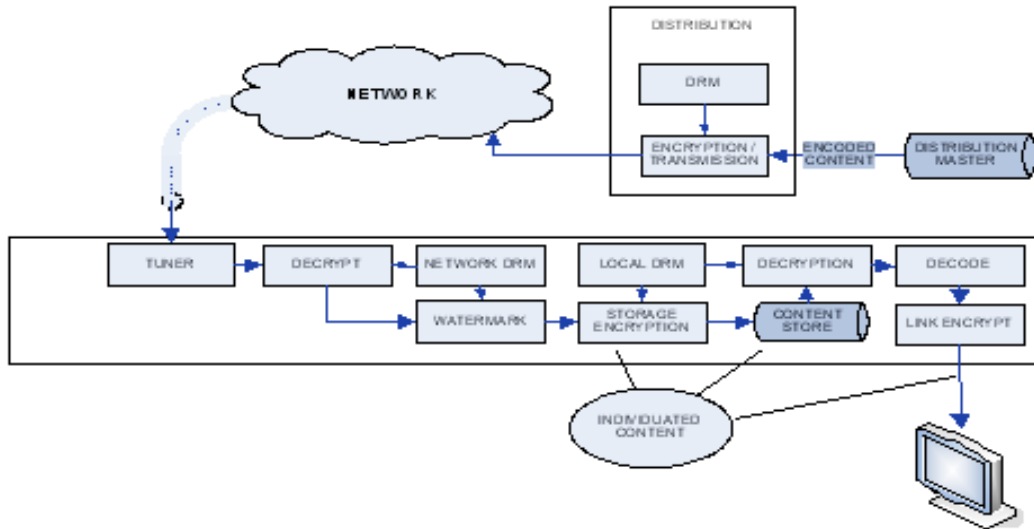 DISTRIBUTION
DRM
NETWORK
ENCRYPTION /
TRANSMISSION
ENCODED
CONTENT
DISTRIBUTION
MASTER
TUNER
DECRYPT
NETWORK DRM
LOCAL DRM
DECRYPTION
DECODE
WATERMARK
STORAGE
ENCRYPTION
CONTENT
STORE
LINK ENCRYPT
INDIVIDUATED
CONTENT